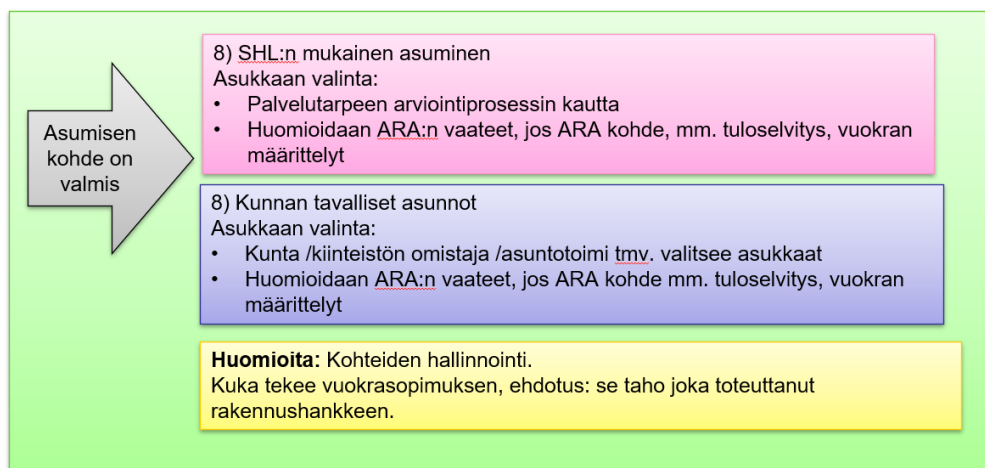 Asumisen
kohde on
valmis
8) SHL:n mukainen asuminen
Asukkaan valinta:
• Palvelutarpeen arviointiprosessin kautta
• Huomioidaan ARA:n vaateet, jos ARA kohde, mm. tuloselvitys, vuokran
määrittelyt
8) Kunnan tavalliset asunnot
Asukkaan valinta:
• Kunta /kiinteistön omistaja /asuntotoimi tmv. valitsee asukkaat
• Huomioidaan ARA:n vaateet, jos ARA kohde mm. tuloselvitys, vuokran
määrittelyt
Huomioita: Kohteiden hallinnointi.
Kuka tekee vuokrasopimuksen, ehdotus: se taho joka toteuttanut
rakennushankkeen.